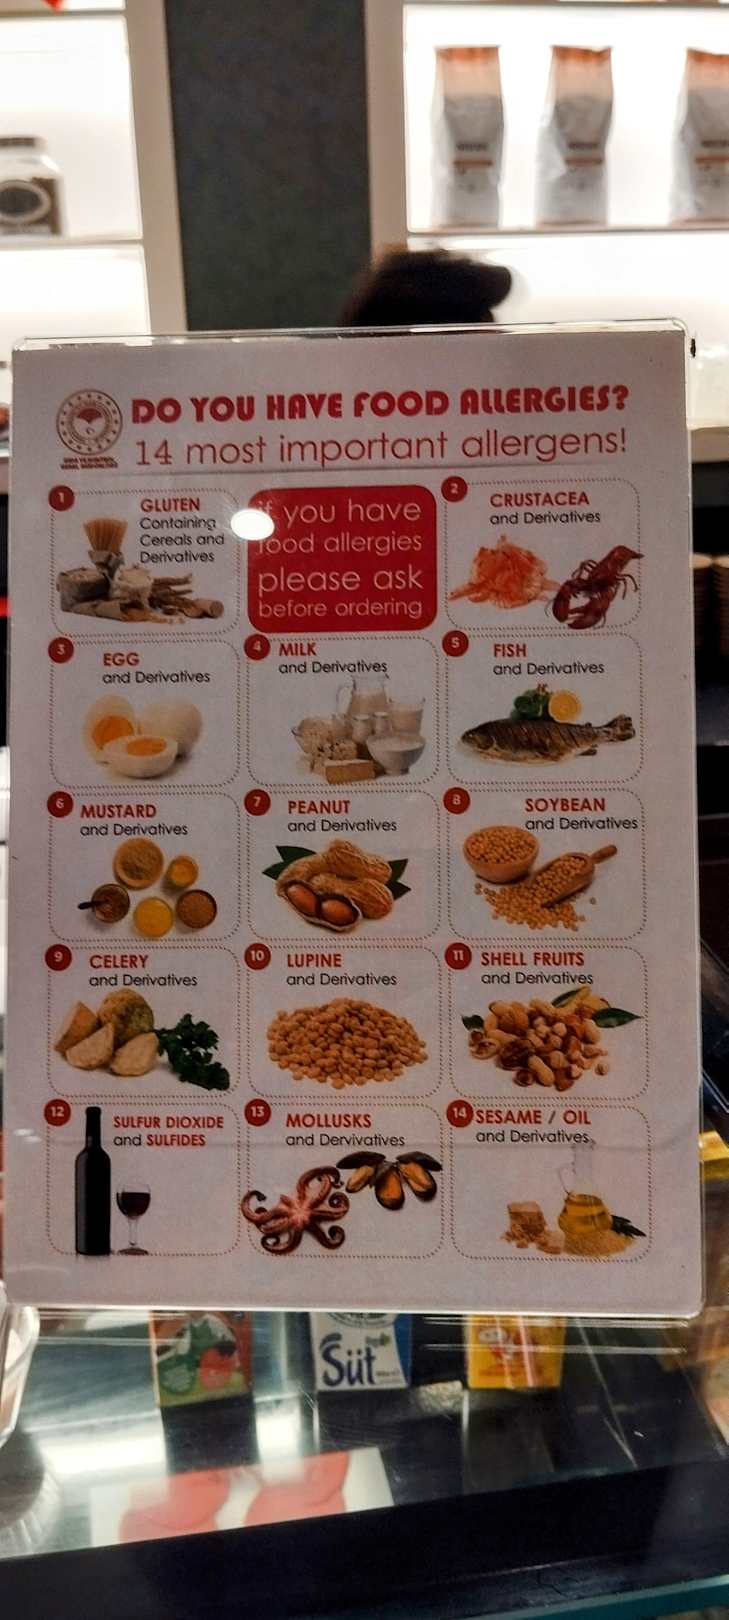 DO YOU HAVE FOOD ALLERGIES?
14 most important allergens!
1
GLUTEN
Containing
Cereals and
Derivatives
if you have
food allergies
please ask
before ordering
2
CRUSTACEA
and Derivatives
3
EGG
and Derivatives
4
MILK
and Derivatives
5
FISH
and Derivatives
6
MUSTARD
and Derivatives
7
PEANUT
and Derivatives
8
SOYBEAN
and Derivatives
9
CELERY
and Derivatives
10
LUPINE
and Derivatives
11
SHELL FRUITS
and Derivatives
12
SULFUR DIOXIDE
and SULFIDES
13
MOLLUSKS
and Dervivatives
14
SESAME / OIL
and Derivatives
Süt